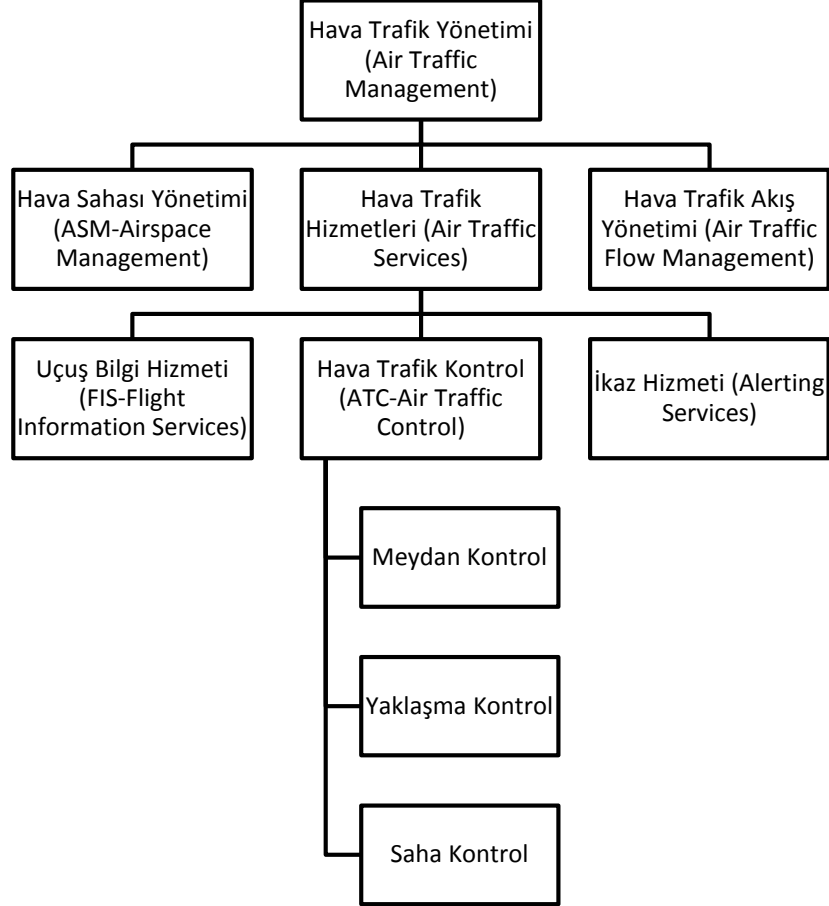 Hava Trafik Yönetimi
(Air Traffic
Management)
Hava Sahası Yönetimi
(ASM-Airspace
Management)
Hava Trafik
Hizmetleri (Air Traffic
Services)
Hava Trafik Akış
Yönetimi (Air Traffic
Flow Management)
Uçuş Bilgi Hizmeti
(FIS-Flight
Information Services)
Hava Trafik Kontrol
(ATC-Air Traffic
Control)
İkaz Hizmeti (Alerting
Services)
Meydan Kontrol
Yaklaşma Kontrol
Saha Kontrol